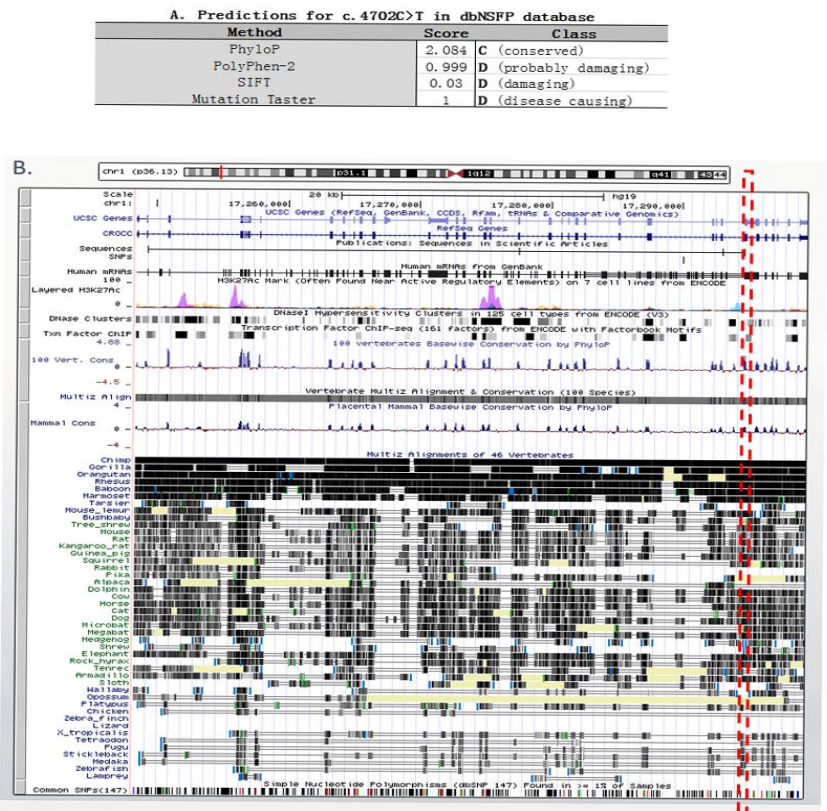 A. Predictions for c.4702C>T in dbNSFP database
Method Score Class
PhyloP 2.084 C (conserved)
PolyPhen-2 0.999 D (probably damaging)
SIFT 0.03 D (damaging)
Mutation Taster 1 D (disease causing)
B.
chr1 (p36.13) p31.1 1q12 q41 43 44
Scale 20 kb hg19
chr1: 17,260,000 17,270,000 17,280,000 17,290,000
UCSC Genes (RefSeq, GenBank, CCDS, Rfam, tRNAs & Comparative Genomics)
UCSC Genes
RefSeq Genes
CROCC
Publications: Sequences in Scientific Articles
Sequences
SNPs
Human mRNAs from GenBank
Human mRNAs
100
H3K27Ac Mark (Often Found Near Active Regulatory Elements) on 7 cell lines from ENCODE
Layered H3K27Ac
0
DNaseI Hypersensitivity Clusters in 125 cell types from ENCODE (V3)
DNase Clusters
Transcription Factor ChIP-seq (161 factors) from ENCODE with Factorbook Motifs
Txn Factor ChIP
4.88
100 vertebrates Basewise Conservation by PhyloP
100 Vert. Cons
0
-4.5
Vertebrate Multiz Alignment & Conservation (100 Species)
Multiz Align
4
Placental Mammal Basewise Conservation by PhyloP
Mammal Cons
0
-4
Multiz Alignments of 46 Vertebrates
Chimp
Gorilla
Orangutan
Rhesus
Baboon
Marmoset
Tarsier
Mouse_lemur
Bushbaby
Tree_shrew
Mouse
Rat
Kangaroo_rat
Guinea_pig
Squirrel
Rabbit
Pika
Alpaca
Dolphin
Cow
Horse
Cat
Dog
Microbat
Megabat
Hedgehog
Shrew
Elephant
Rock_hyrax
Tenrec
Armadillo
Sloth
Wallaby
Opossum
Platypus
Chicken
Zebra_finch
Lizard
X_tropicalis
Tetraodon
Fugu
Stickleback
Medaka
Zebrafish
Lamprey
Simple Nucleotide Polymorphisms (dbSNP 147) Found in >= 1% of Samples
Common SNPs(147)